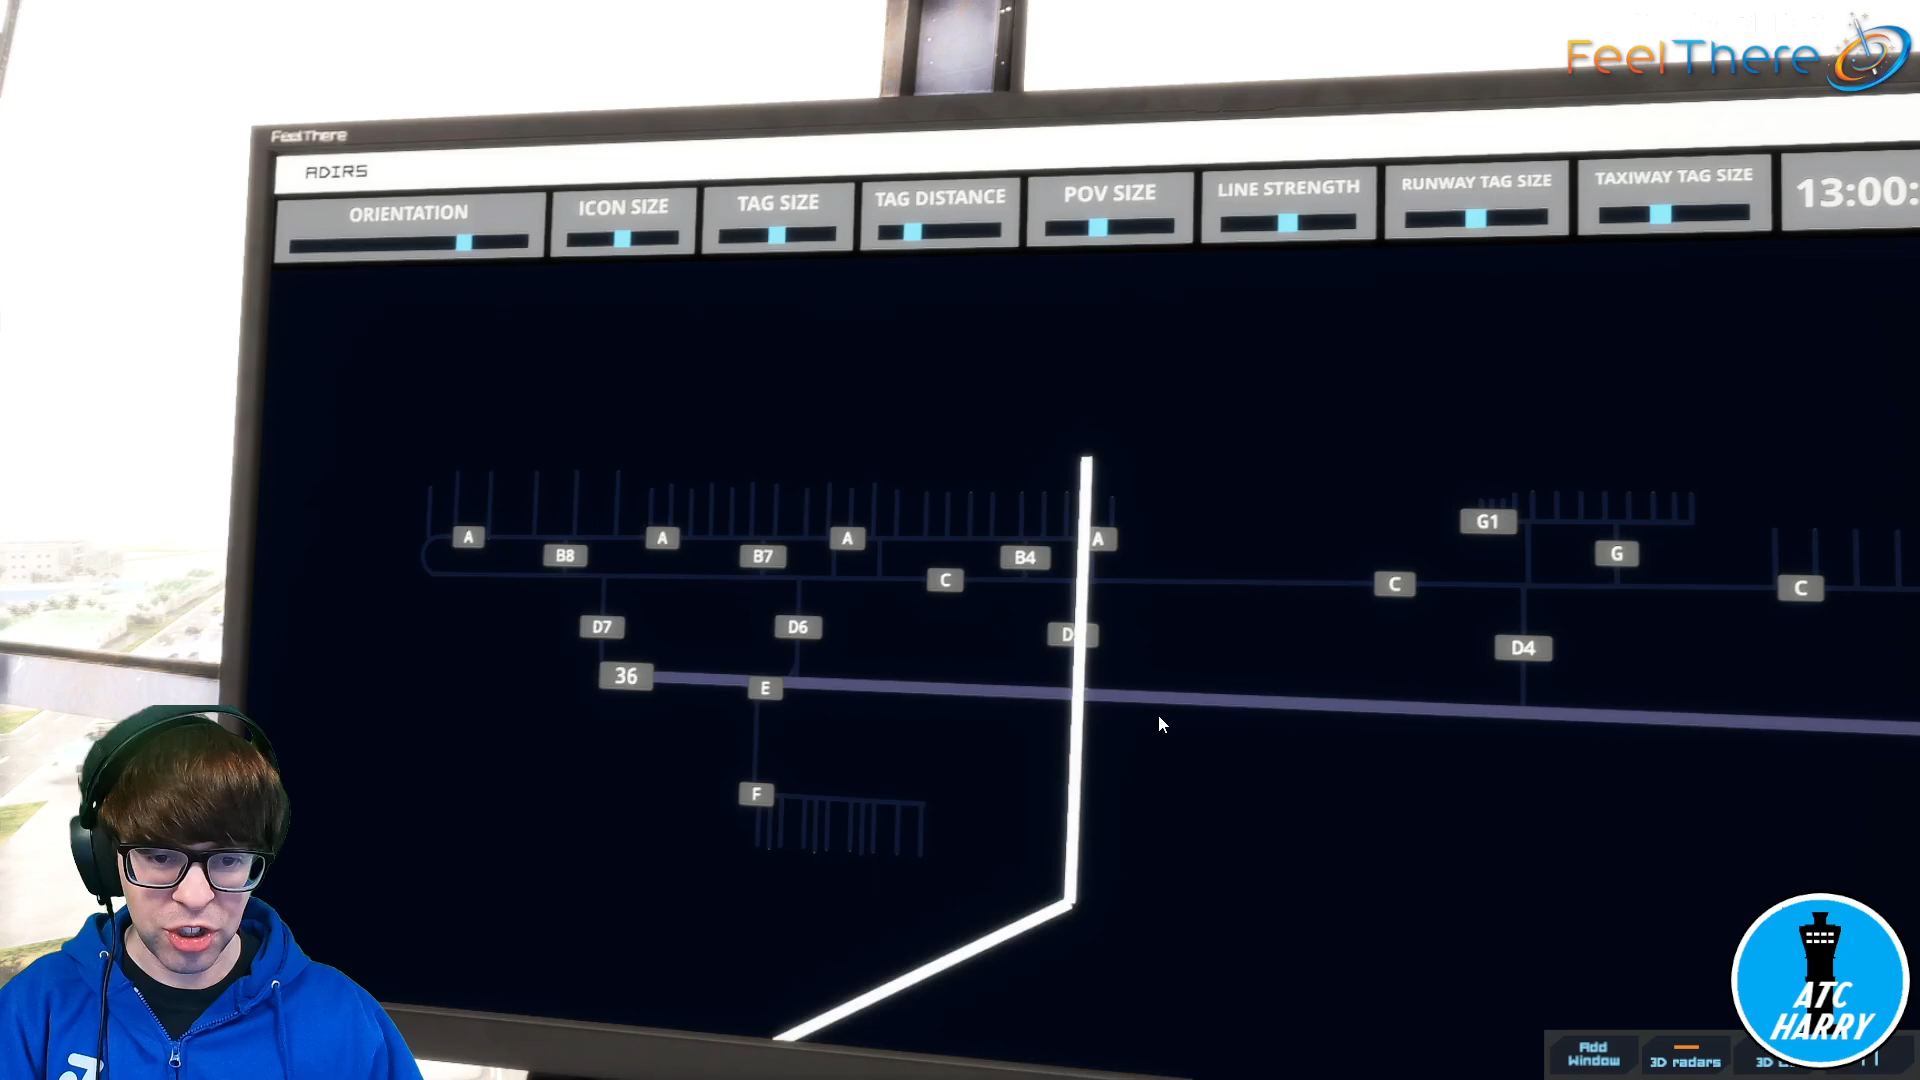 FeelThere
FeelThere
ADIRS
ORIENTATION
ICON SIZE
TAG SIZE
TAG DISTANCE
POV SIZE
LINE STRENGTH
RUNWAY TAG SIZE
TAXIWAY TAG SIZE
13:00:
G1
A
A
A
A
B8
B7
B4
G
C
C
C
D7
D6
D
D4
36
E
F
ATC
HARRY
Add
Window
3D radars
3D